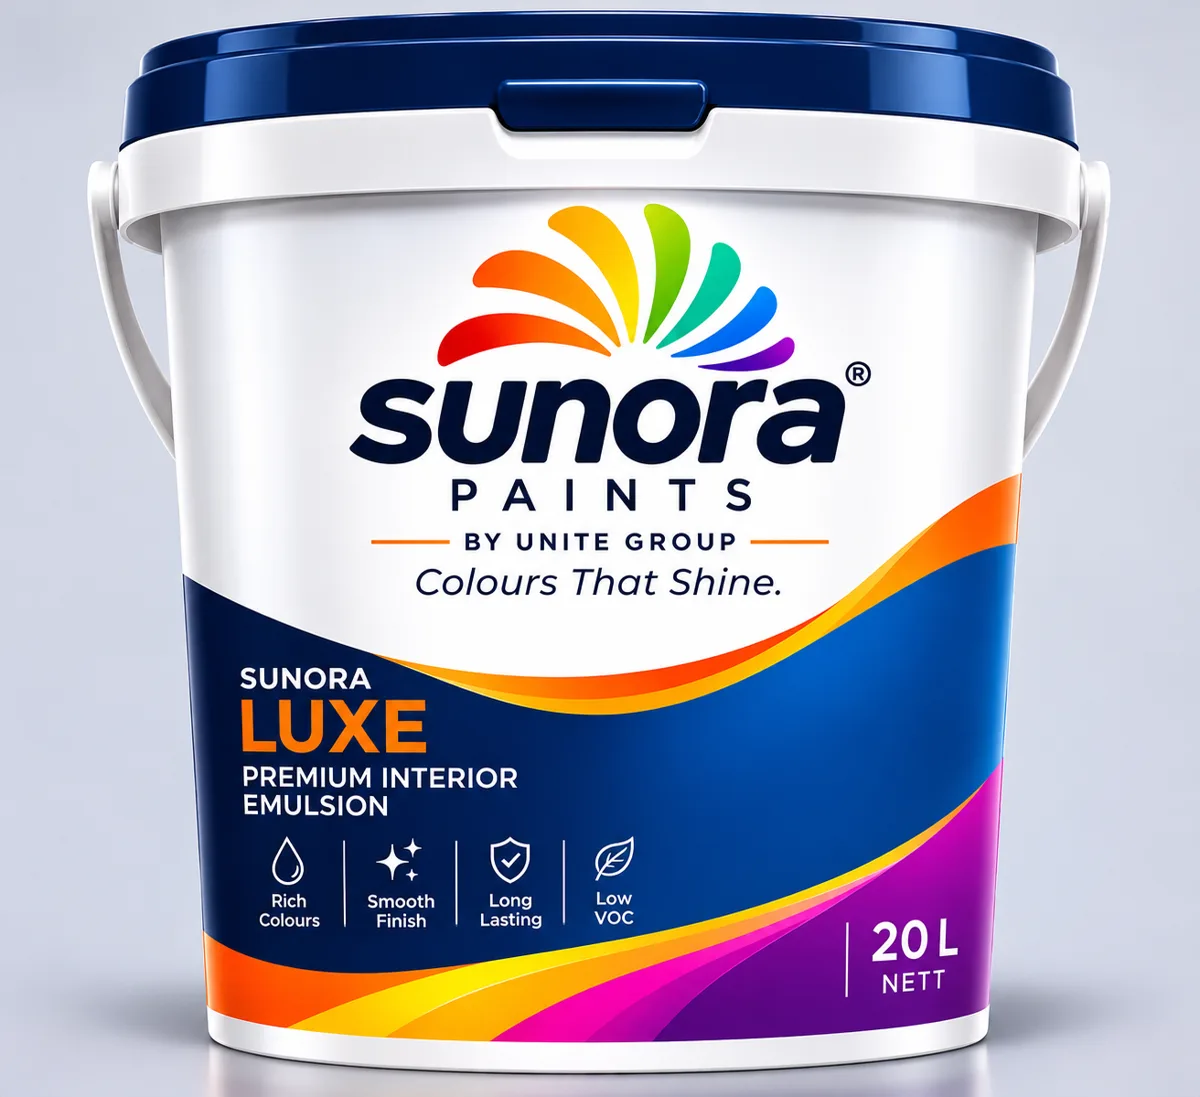 sunora®
PAINTS
BY UNITE GROUP
Colours That Shine.
SUNORA
LUXE
PREMIUM INTERIOR
EMULSION
Rich
Colours
Smooth
Finish
Long
Lasting
Low
VOC
20 L
NETT